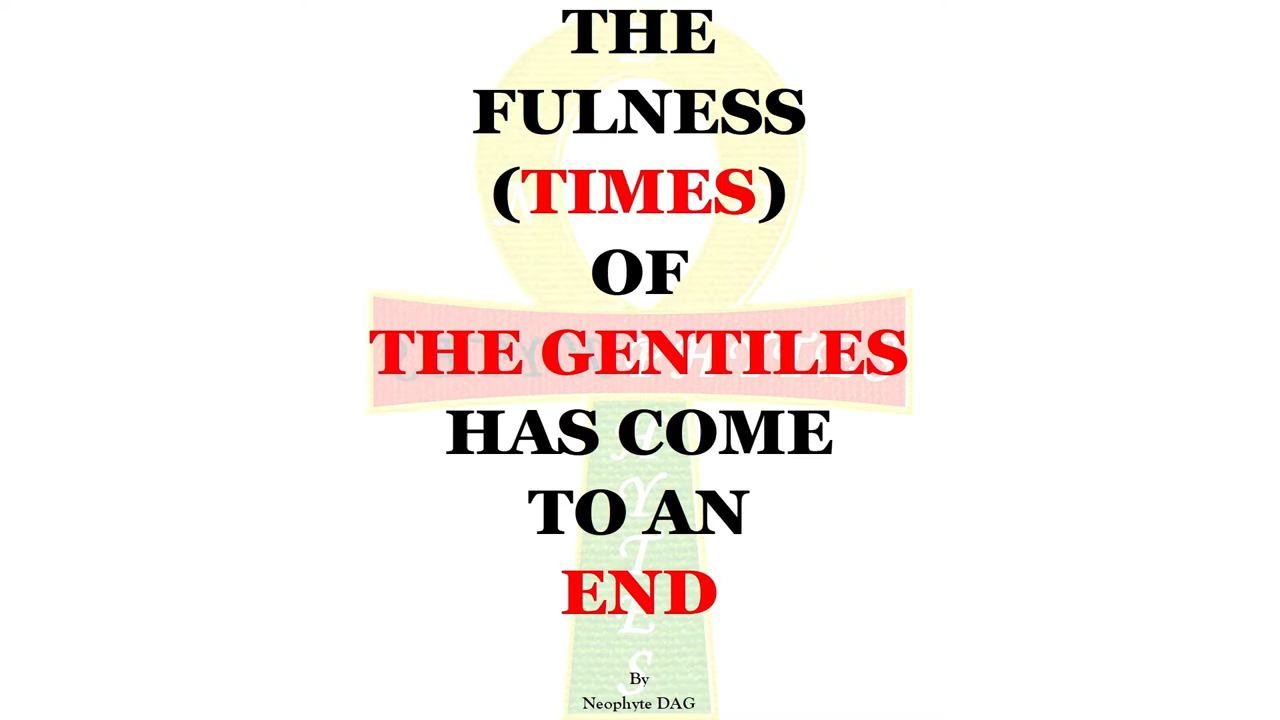 THE
FULNESS
(TIMES)
OF
THE GENTILES
HAS COME
TO AN
END
By
Neophyte DAG